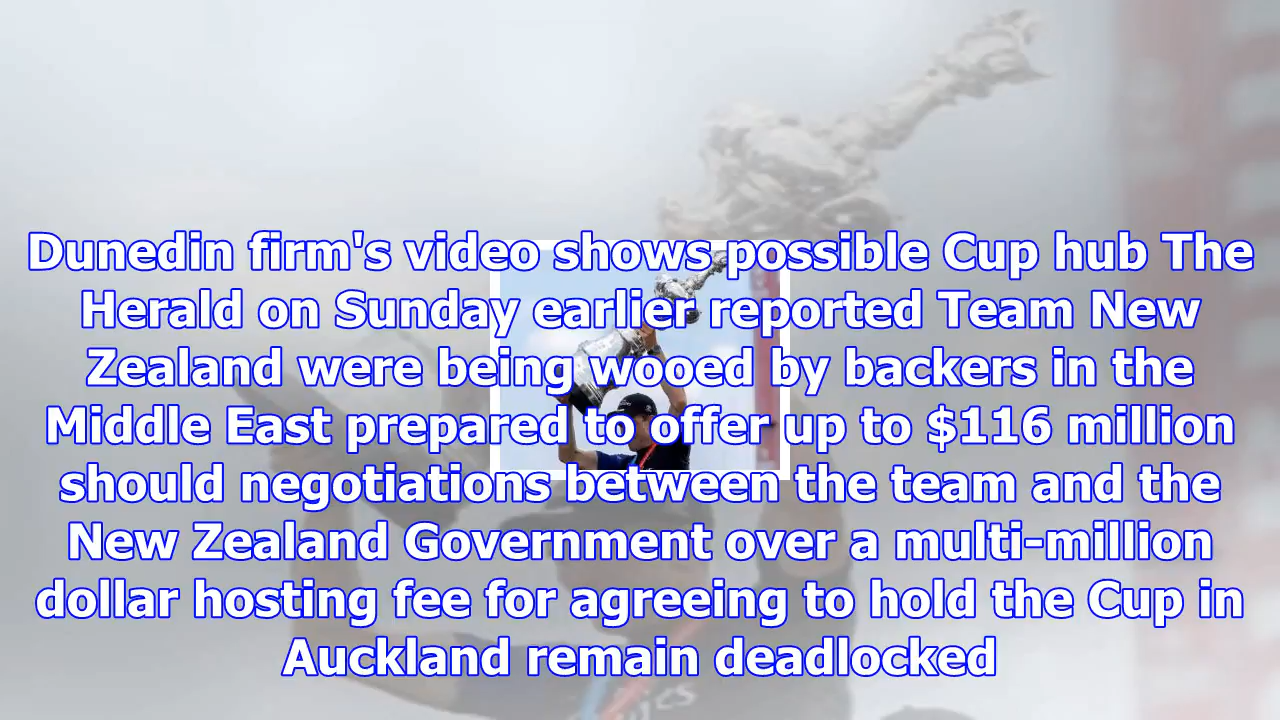 Dunedin firm's video shows possible Cup hub The
Herald on Sunday earlier reported Team New
Zealand were being wooed by backers in the
Middle East prepared to offer up to $116 million
should negotiations between the team and the
New Zealand Government over a multi-million
dollar hosting fee for agreeing to hold the Cup in
Auckland remain deadlocked